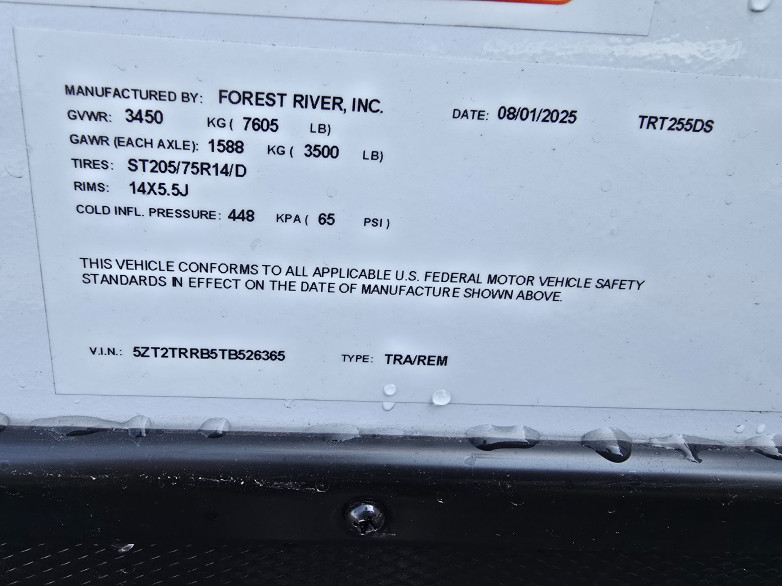 MANUFACTURED BY: FOREST RIVER, INC. DATE: 08/01/2025 TRT255DS
GVWR: 3450 KG ( 7605 LB)
GAWR (EACH AXLE): 1588 KG ( 3500 LB)
TIRES: ST205/75R14/D
RIMS: 14X5.5J
COLD INFL. PRESSURE: 448 KPA ( 65 PSI )
THIS VEHICLE CONFORMS TO ALL APPLICABLE U.S. FEDERAL MOTOR VEHICLE SAFETY
STANDARDS IN EFFECT ON THE DATE OF MANUFACTURE SHOWN ABOVE.
V.I.N.: 5ZT2TRRB5TB526365 TYPE: TRA/REM